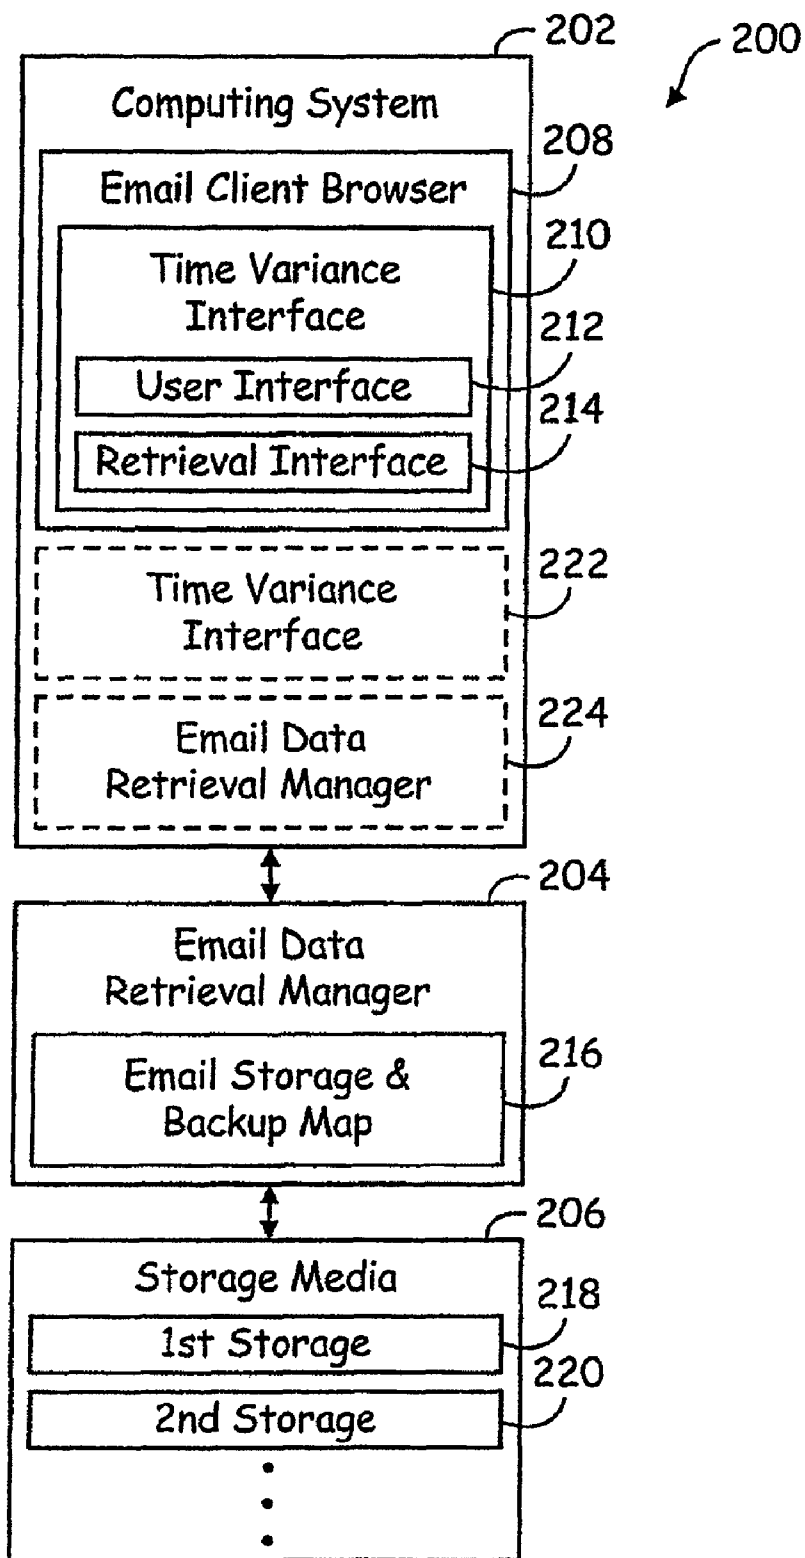 202
200
Computing System
208
Email Client Browser
210
Time Variance
Interface
212
User Interface
214
Retrieval Interface
222
Time Variance
Interface
224
Email Data
Retrieval Manager
204
Email Data
Retrieval Manager
216
Email Storage &
Backup Map
206
Storage Media
218
1st Storage
220
2nd Storage